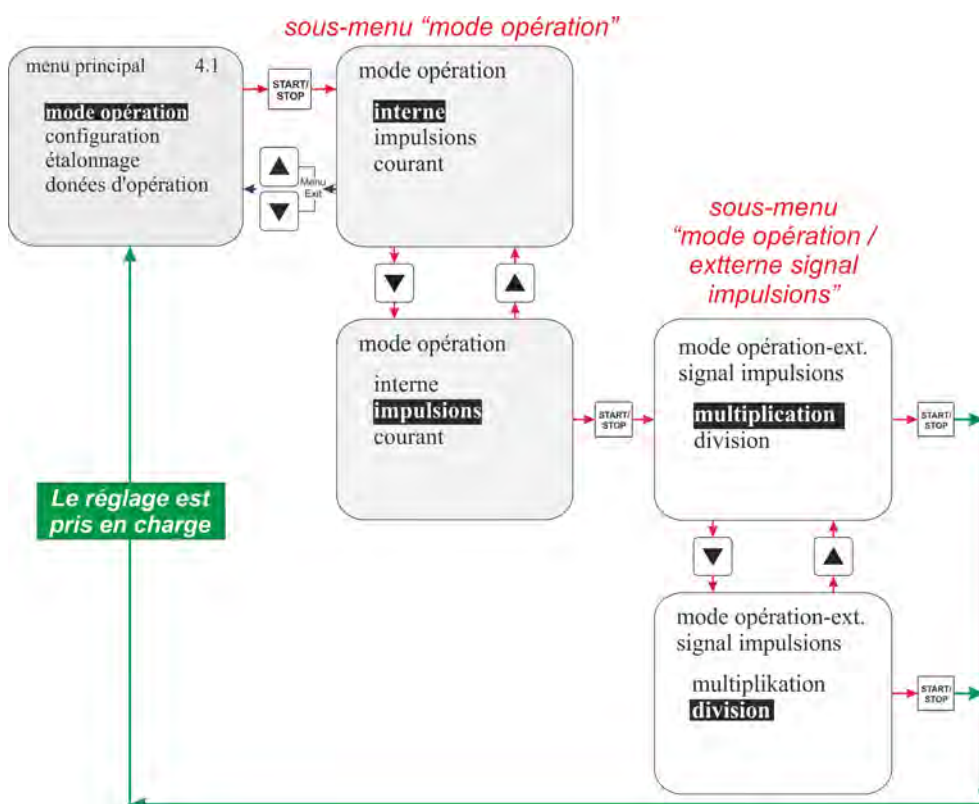 sous-menu “mode opération”
menu principal 4.1
mode opération
configuration
étalonnage
donées d'opération
START/
STOP
Menu
Exit
mode opération
interne
impulsions
courant
sous-menu
“mode opération /
extterne signal
impulsions”
mode opération
interne
impulsions
courant
START/
STOP
mode opération-ext.
signal impulsions
multiplication
division
START/
STOP
Le réglage est
pris en charge
mode opération-ext.
signal impulsions
multiplikation
division
START/
STOP